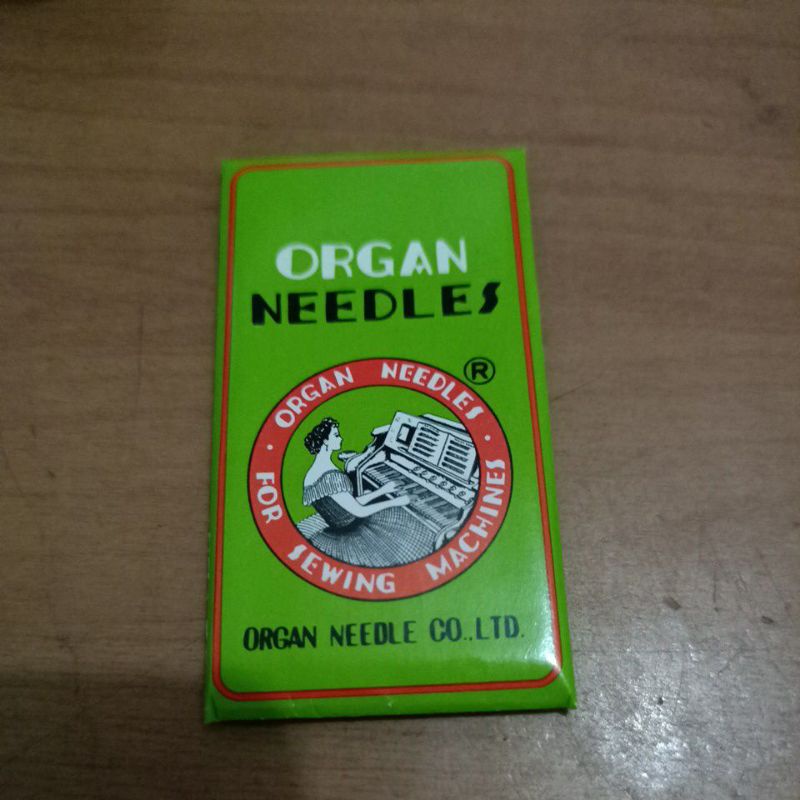 ORGAN
NEEDLES
®
· ORGAN NEEDLES ·
FOR SEWING MACHINES
ORGAN NEEDLE CO.,LTD.